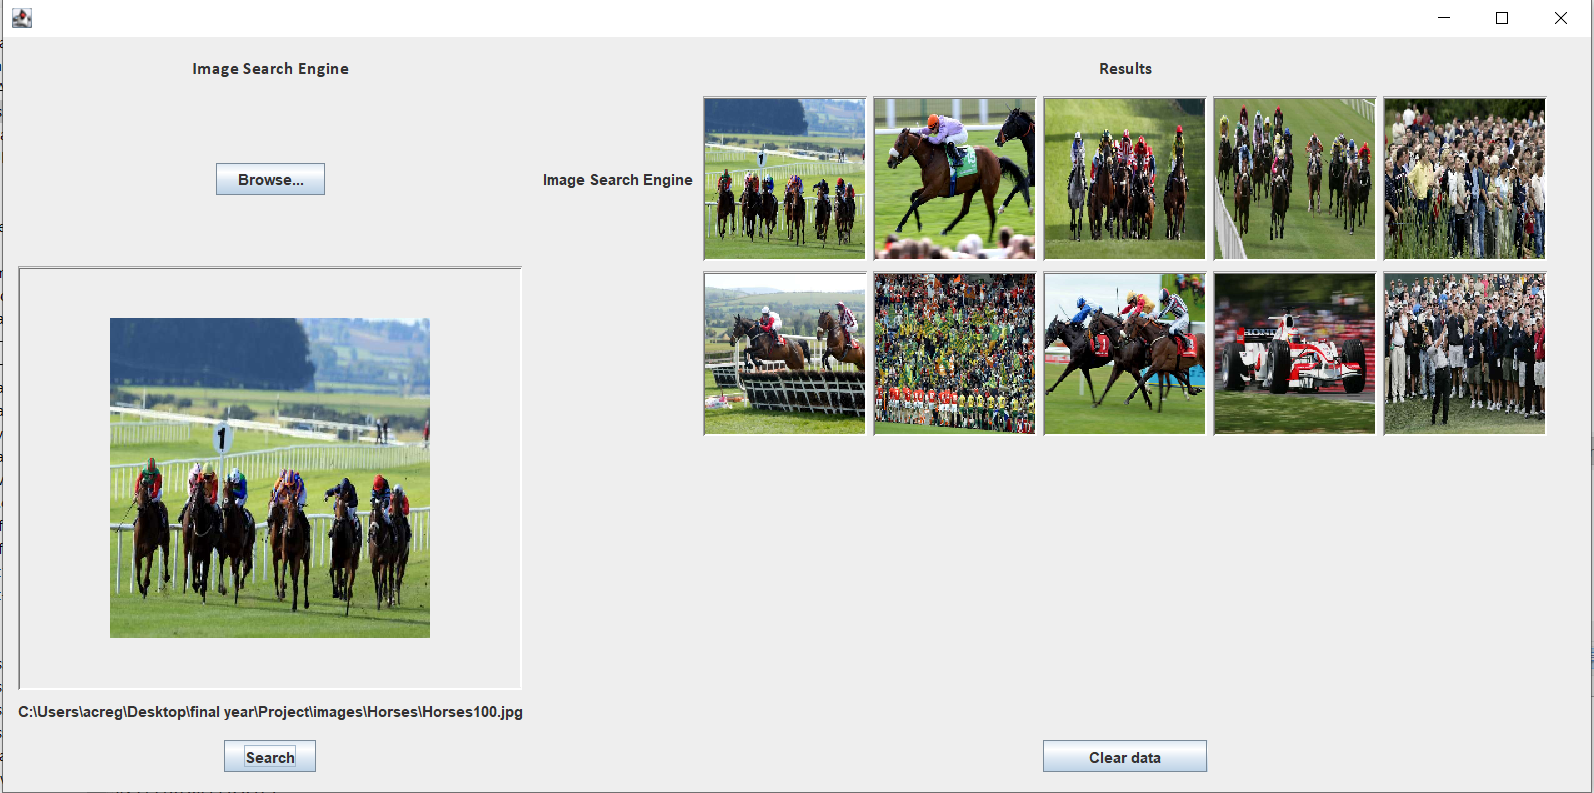 Image Search Engine
Results
Browse...
Image Search Engine
1
C:\Users\acreg\Desktop\final year\Project\images\Horses\Horses100.jpg
Search
Clear data